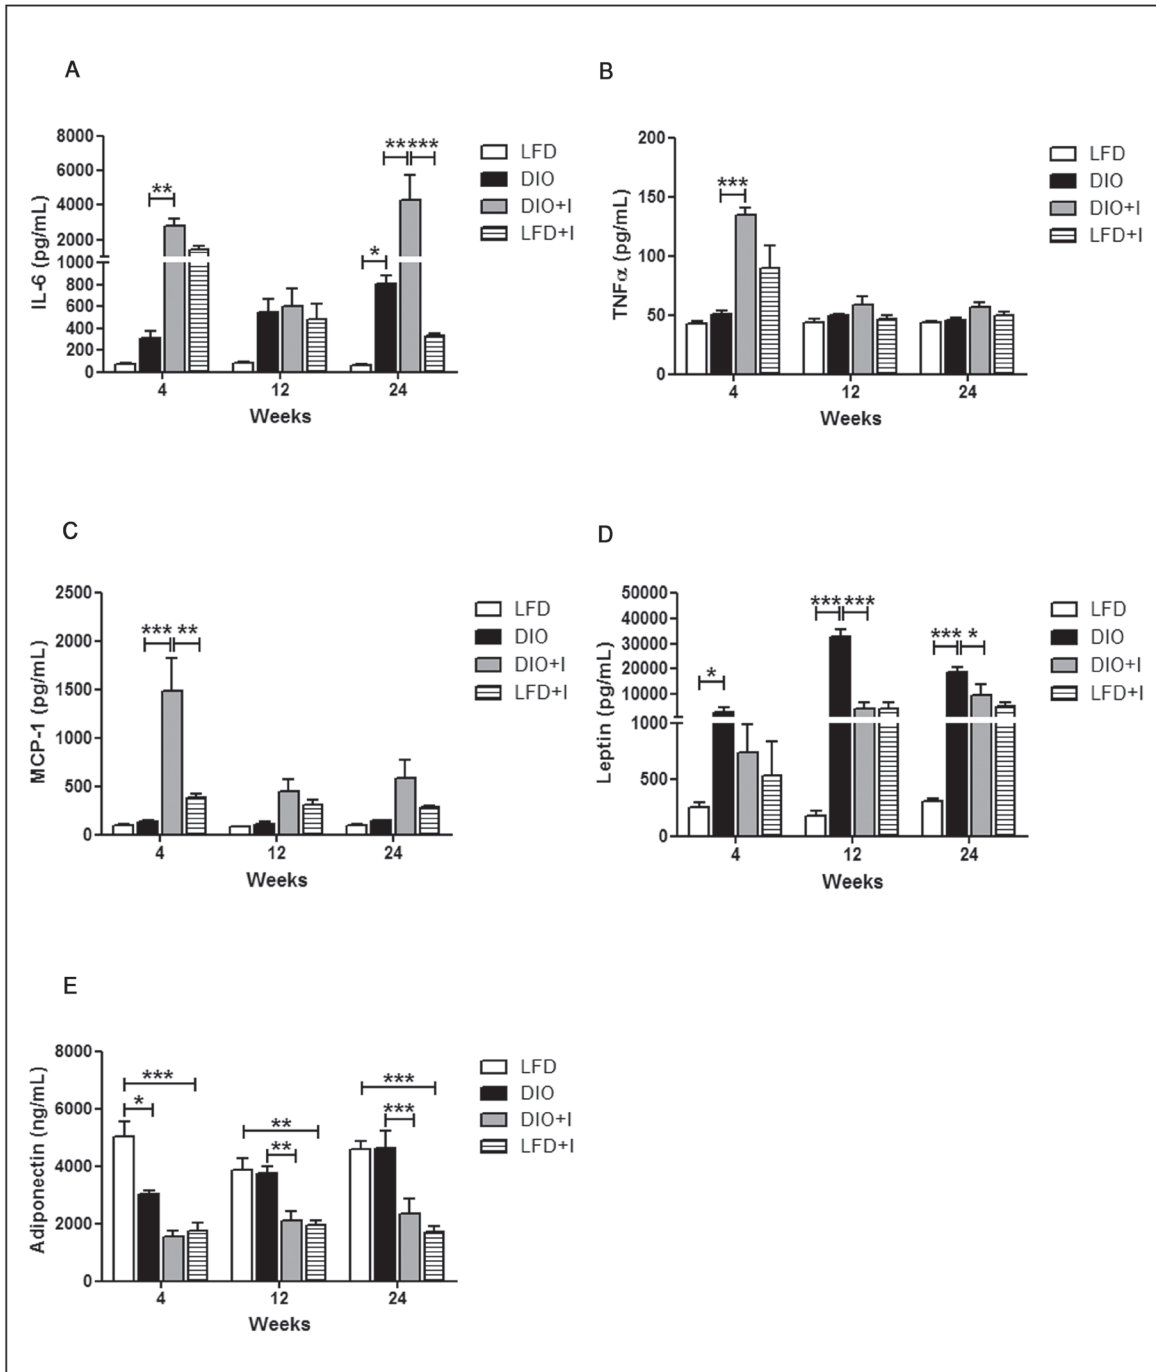 A
IL-6 (pg/mL)
8000
6000
4000
2000
1000
800
600
400
200
0
**
*
*****
4 12 24
Weeks
LFD
DIO
DIO+I
LFD+I
B
TNFα (pg/mL)
200
150
100
50
0
***
4 12 24
Weeks
LFD
DIO
DIO+I
LFD+I
C
MCP-1 (pg/mL)
2500
2000
1500
1000
500
0
*** **
4 12 24
Weeks
LFD
DIO
DIO+I
LFD+I
D
Leptin (pg/mL)
50000
40000
30000
20000
10000
1000
500
0
*
*** ***
*** *
4 12 24
Weeks
LFD
DIO
DIO+I
LFD+I
E
Adiponectin (ng/mL)
8000
6000
4000
2000
0
***
*
**
**
***
***
4 12 24
Weeks
LFD
DIO
DIO+I
LFD+I